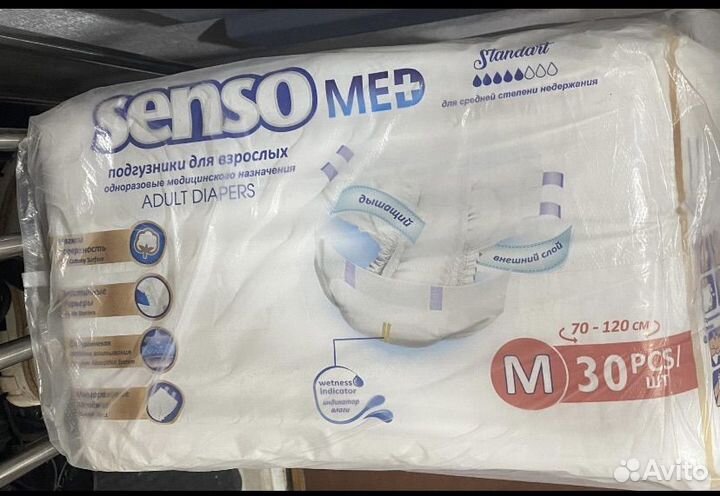 senso MED
подгузники для взрослых
одноразовые медицинского назначения
ADULT DIAPERS
Standart
для средней степени недержания
дышащий
внешний слой
wetness
indicator
индикатор
влаги
70 - 120 см
M 30 PCS/
ШТ
Avito